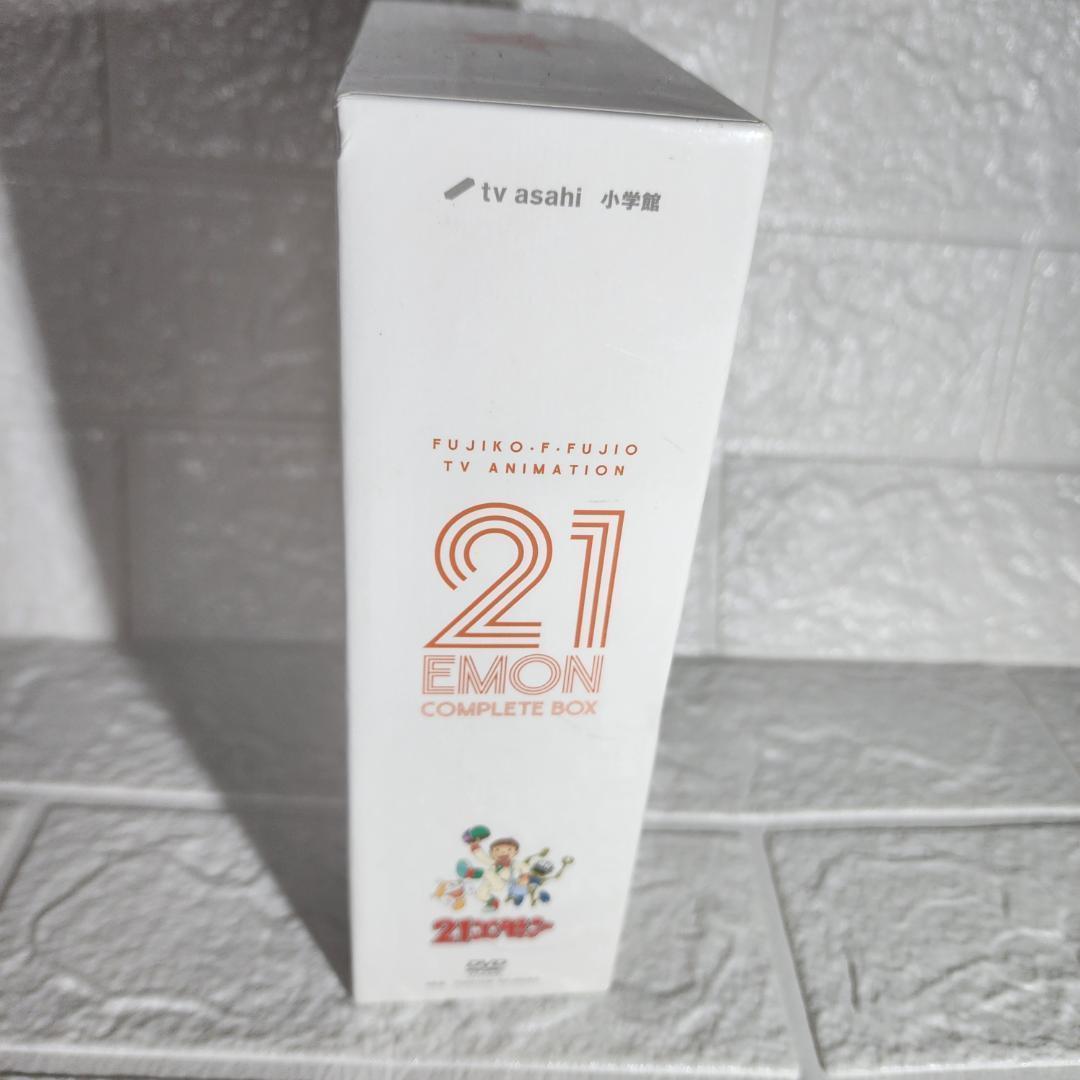 tv asahi 小学館
FUJIKO・F・FUJIO
TV ANIMATION
21
EMON
COMPLETE BOX
21エモン
DVD